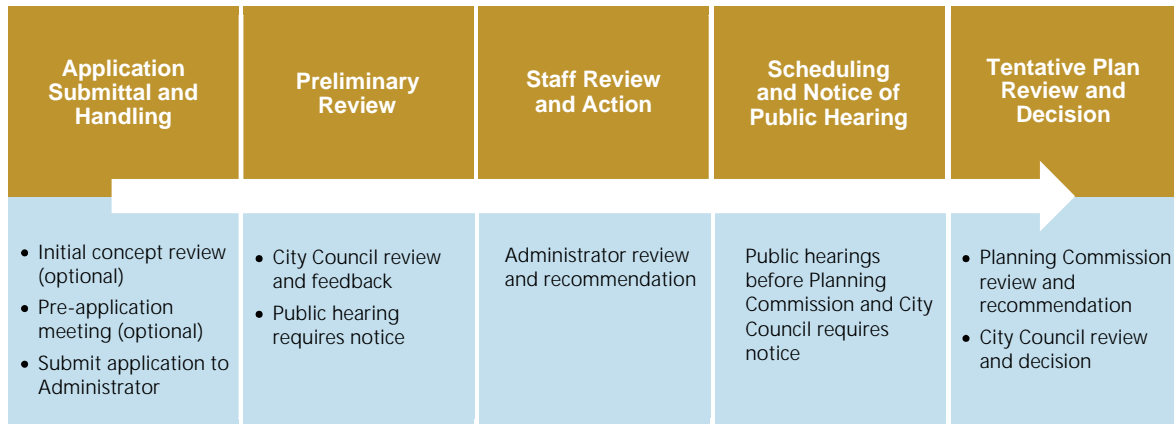 Application
Submittal and
Handling
Preliminary
Review
Staff Review
and Action
Scheduling
and Notice of
Public Hearing
Tentative Plan
Review and
Decision
• Initial concept review
(optional)
• Pre-application
meeting (optional)
• Submit application to
Administrator
• City Council review
and feedback
• Public hearing
requires notice
Administrator review
and recommendation
Public hearings
before Planning
Commission and City
Council requires
notice
• Planning Commission
review and
recommendation
• City Council review
and decision